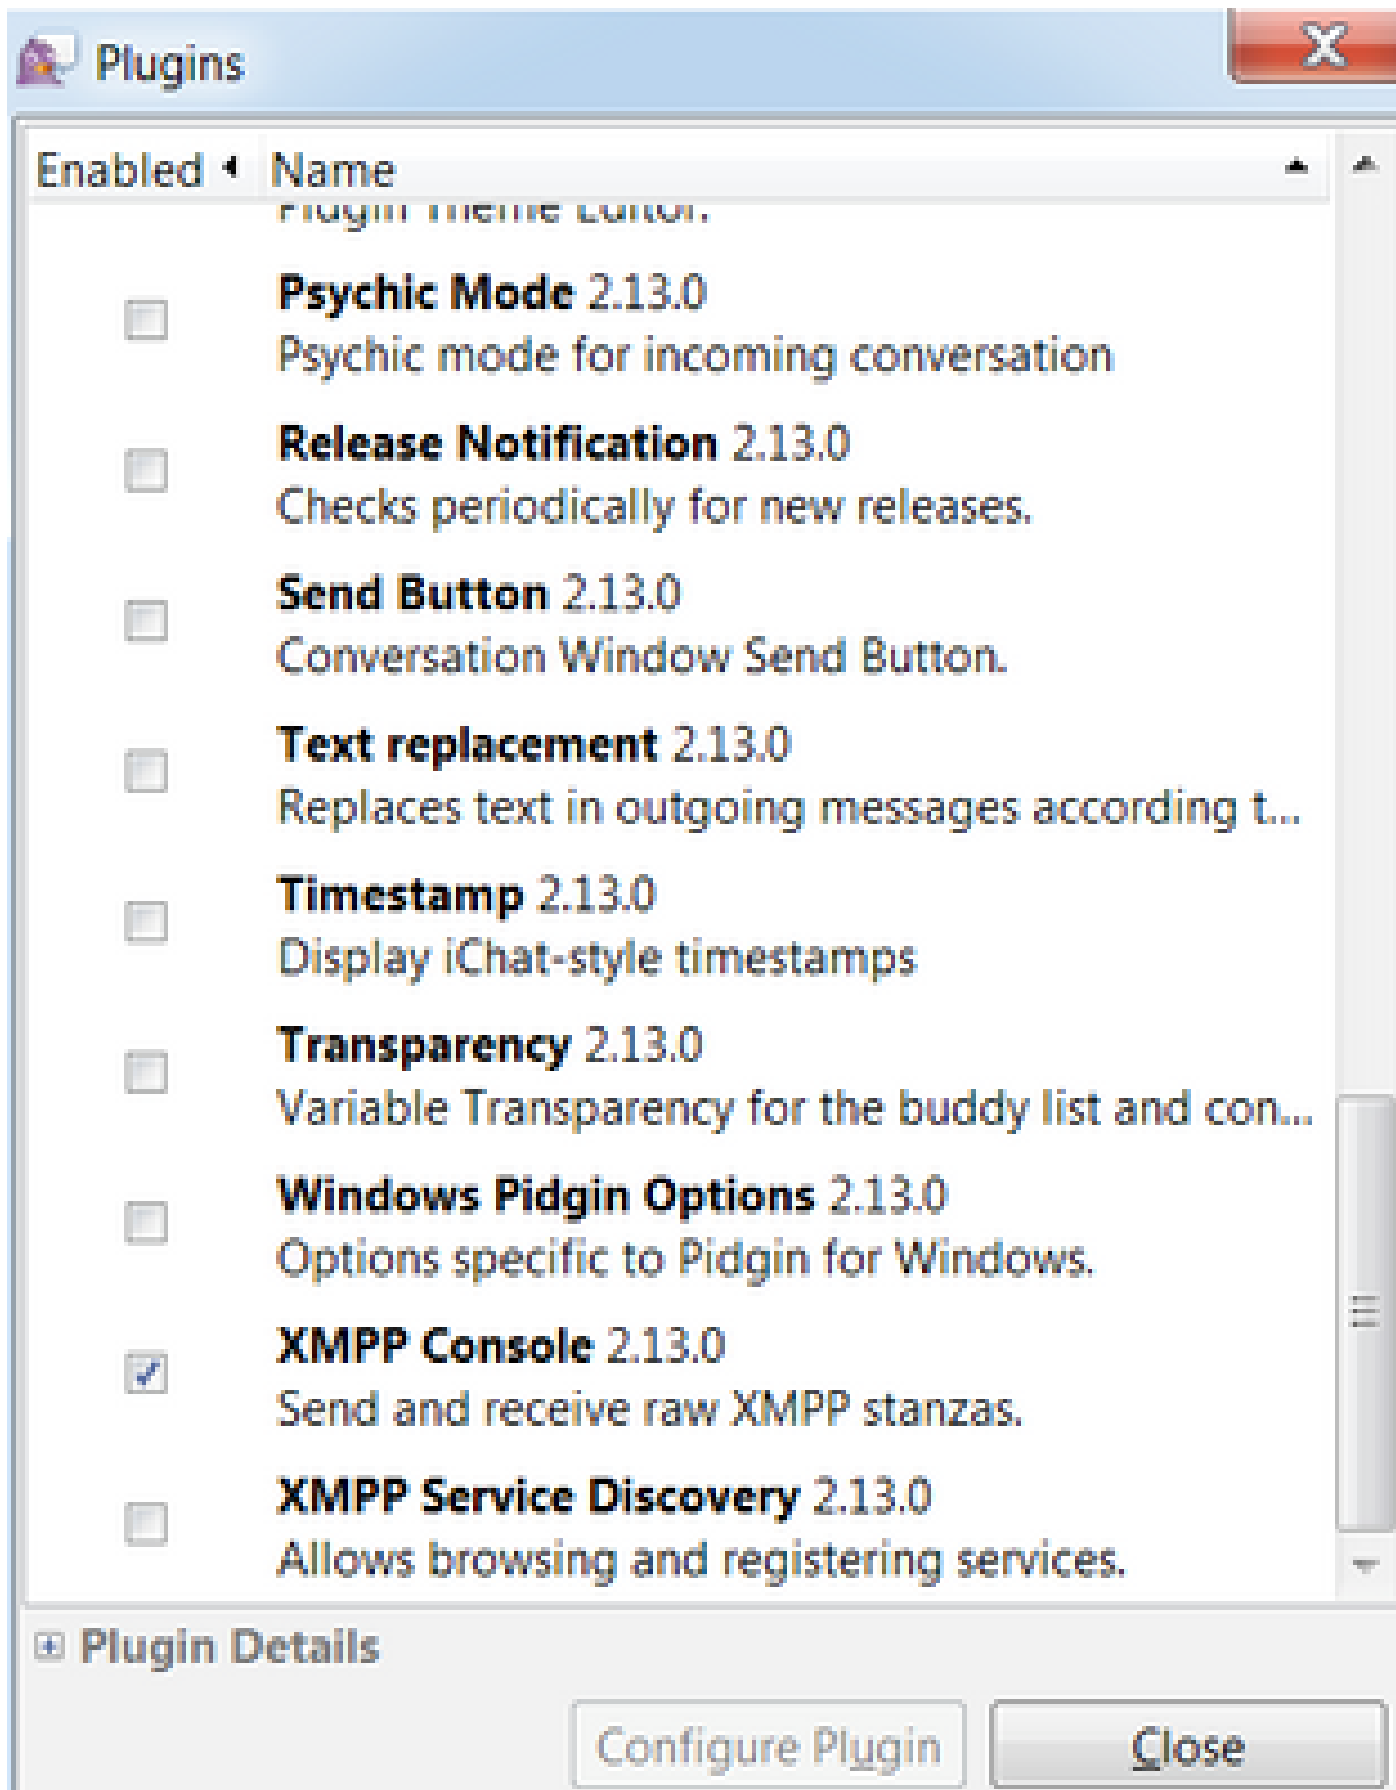 Plugins
Enabled Name
Plugin Theme Editor.
Psychic Mode 2.13.0
Psychic mode for incoming conversation
Release Notification 2.13.0
Checks periodically for new releases.
Send Button 2.13.0
Conversation Window Send Button.
Text replacement 2.13.0
Replaces text in outgoing messages according t...
Timestamp 2.13.0
Display iChat-style timestamps
Transparency 2.13.0
Variable Transparency for the buddy list and con...
Windows Pidgin Options 2.13.0
Options specific to Pidgin for Windows.
XMPP Console 2.13.0
Send and receive raw XMPP stanzas.
XMPP Service Discovery 2.13.0
Allows browsing and registering services.
Plugin Details
Configure Plugin Close